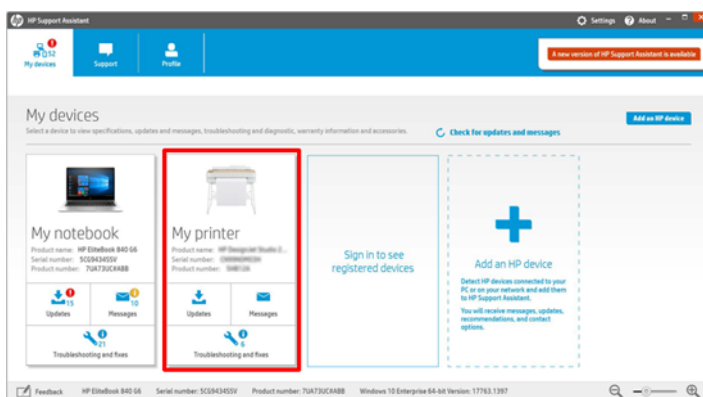 HP Support Assistant
Settings
About
52
My devices
Support
Profile
A new version of HP Support Assistant is available
My devices
Select a device to view specifications, updates and messages, troubleshooting and diagnostic, warranty information and accessories.
Check for updates and messages
Add an HP device
My notebook
Product name: HP EliteBook 840 G6
Serial number: 5CG943455V
Product number: 7UA73UCXABB
15
Updates
10
Messages
21
Troubleshooting and fixes
My printer
Product name:
Serial number:
Product number:
Updates
Messages
6
Troubleshooting and fixes
Sign in to see
registered devices
Add an HP device
Detect HP devices connected to your
PC or on your network and add them
to HP Support Assistant.
You will receive messages, updates,
recommendations, and contact
options.
Feedback
HP EliteBook 840 G6
Serial number: 5CG943455V
Product number: 7UA73UCXABB
Windows 10 Enterprise 64-bit Version: 17763.1397